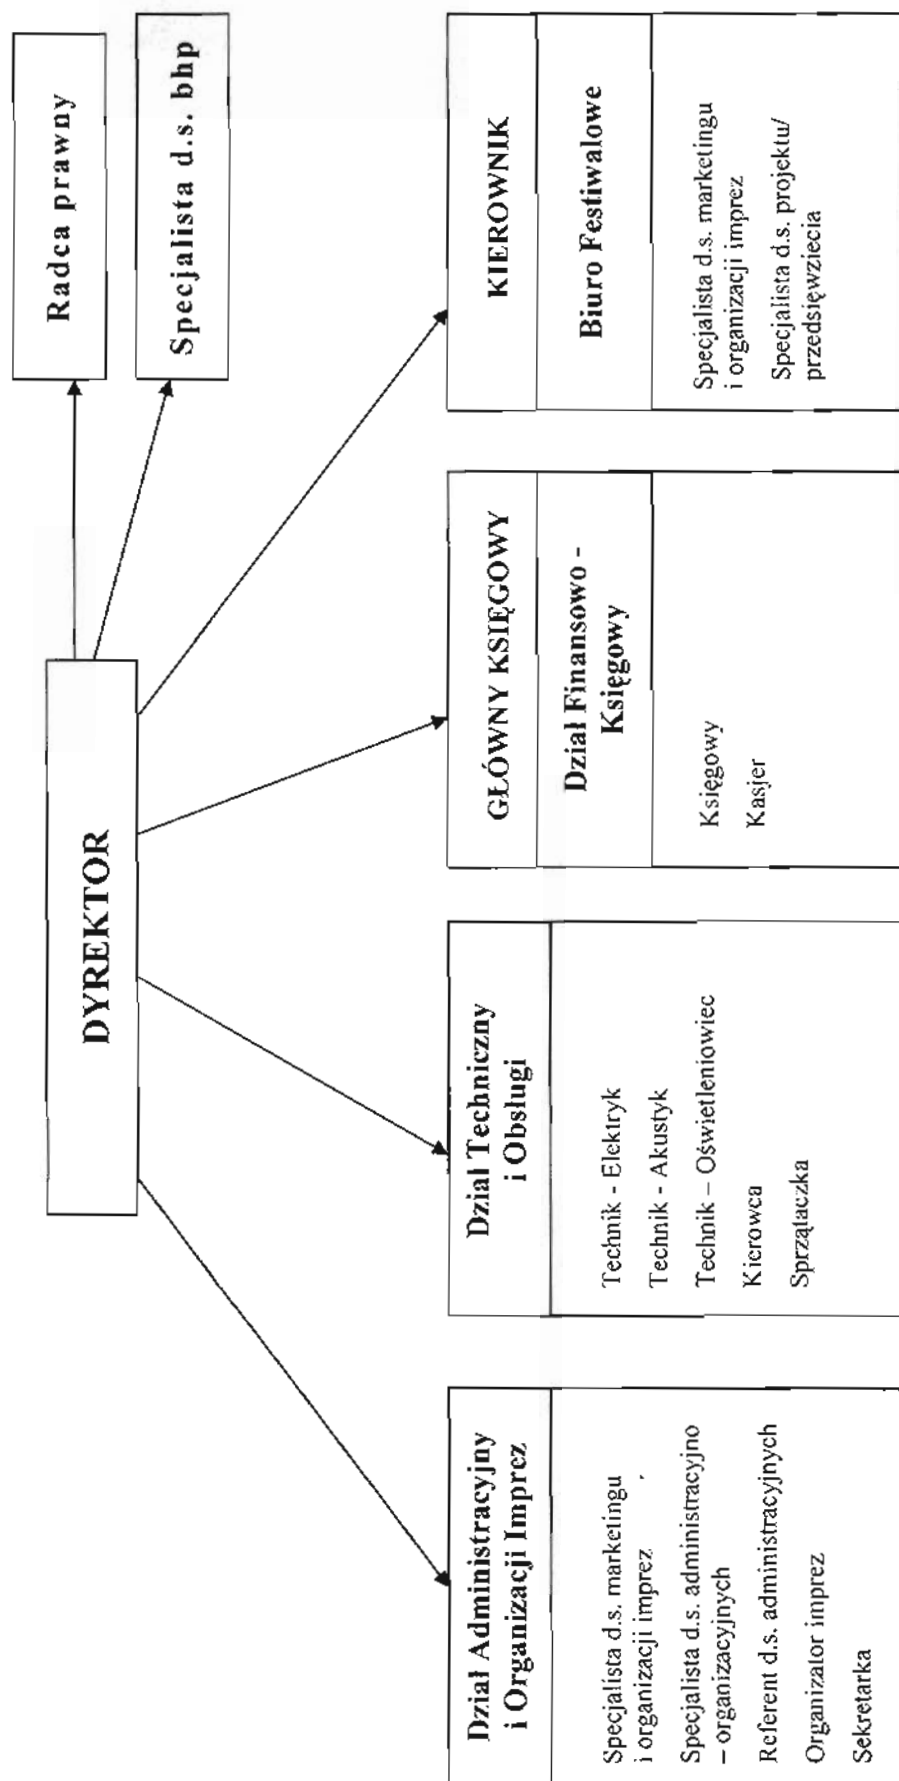 Radca prawny
Specjalista d.s. bhp
DYREKTOR
Dział Administracyjny
i Organizacji Imprez
Specjalista d.s. marketingu
i organizacji imprez
Specjalista d.s. administracyjno
– organizacyjnych
Referent d.s. administracyjnych
Organizator imprez
Sekretarka
Dział Techniczny
i Obsługi
Technik - Elektryk
Technik - Akustyk
Technik – Oświetleniowiec
Kierowca
Sprzątaczka
GŁÓWNY KSIĘGOWY
Dział Finansowo -
Księgowy
Księgowy
Kasjer
KIEROWNIK
Biuro Festiwalowe
Specjalista d.s. marketingu
i organizacji imprez
Specjalista d.s. projektu/
przedsięwziecia